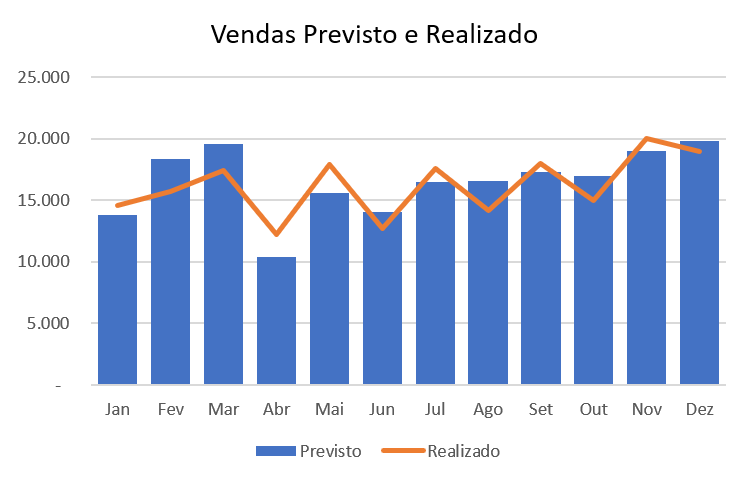 Vendas Previsto e Realizado
25.000
20.000
15.000
10.000
5.000
-
Jan Fev Mar Abr Mai Jun Jul Ago Set Out Nov Dez
Previsto Realizado